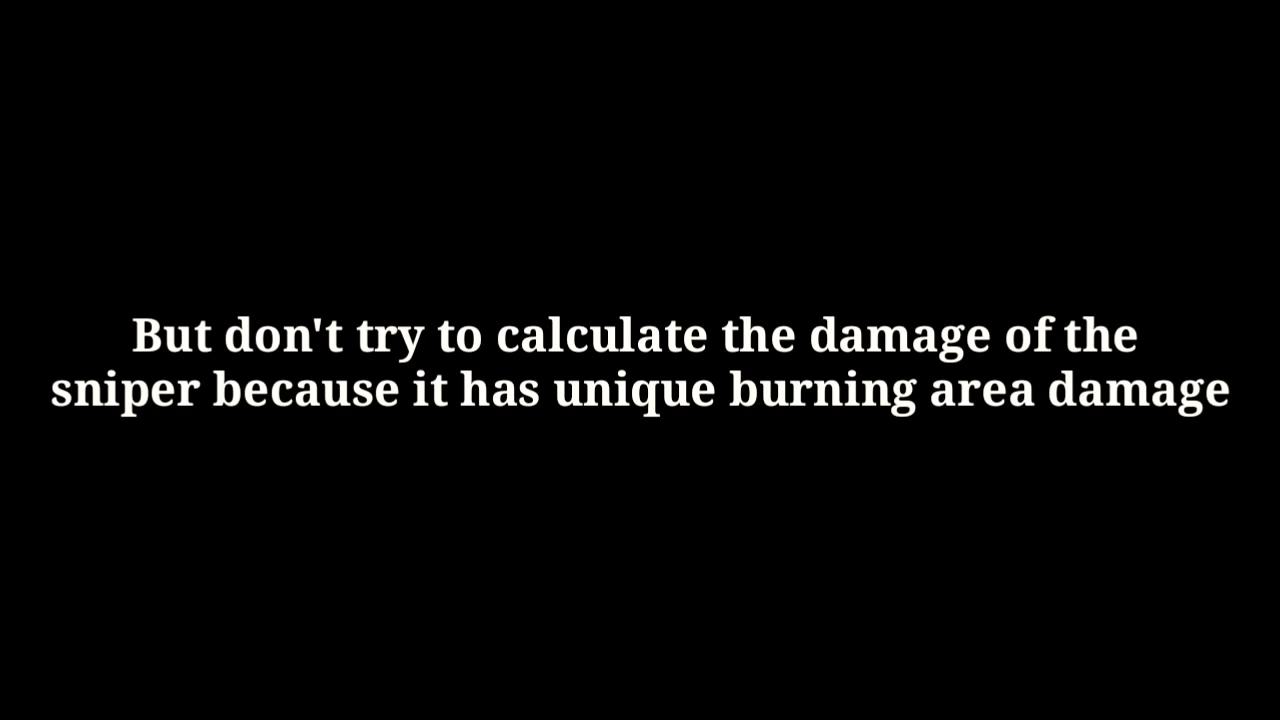 But don't try to calculate the damage of the
sniper because it has unique burning area damage